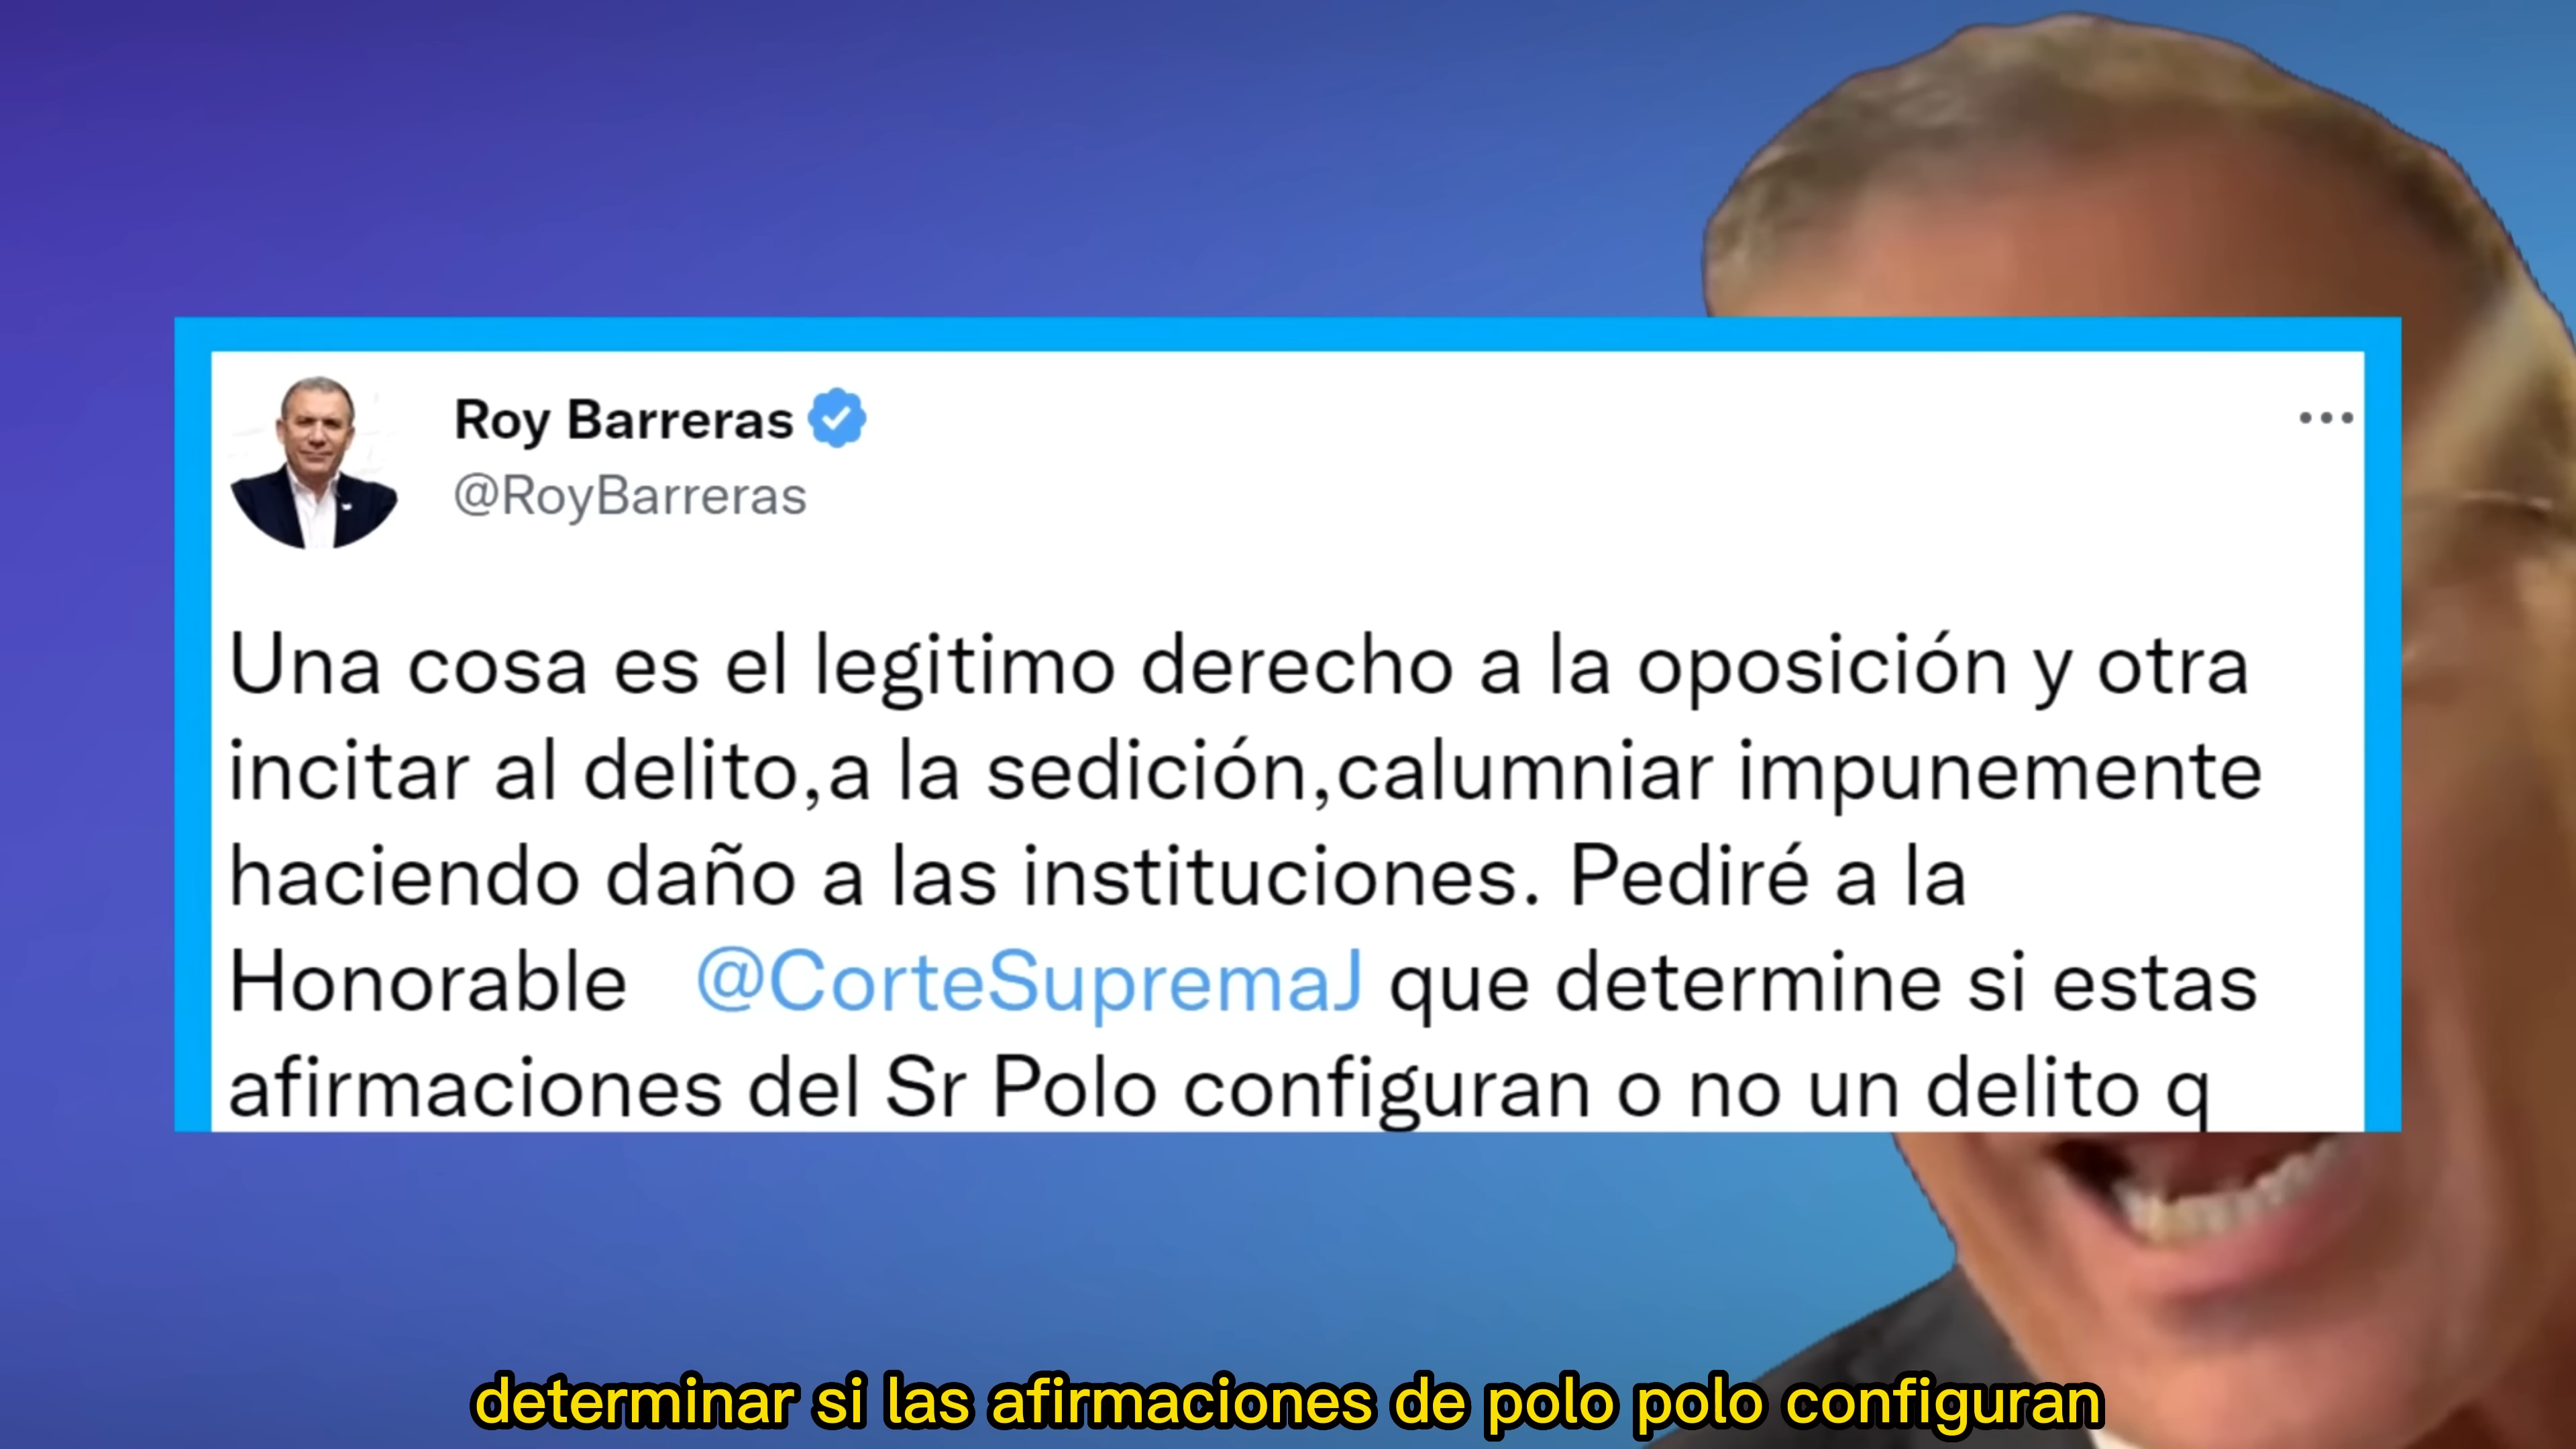 Roy Barreras
@RoyBarreras
Una cosa es el legitimo derecho a la oposición y otra
incitar al delito,a la sedición,calumniar impunemente
haciendo daño a las instituciones. Pediré a la
Honorable @CorteSupremaJ que determine si estas
afirmaciones del Sr Polo configuran o no un delito q
determinar si las afirmaciones de polo polo configuran